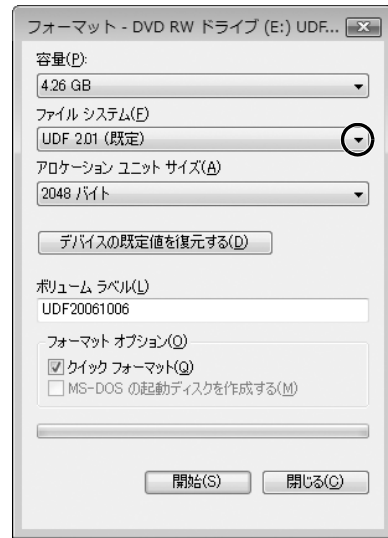 フォーマット - DVD RW ドライブ (E:) UDF...
容量(P):
4.26 GB
ファイル システム(F)
UDF 2.01 (既定)
アロケーション ユニット サイズ(A)
2048 バイト
デバイスの既定値を復元する(D)
ボリューム ラベル(L)
UDF20061006
フォーマット オプション(O)
クイック フォーマット(Q)
MS-DOS の起動ディスクを作成する(M)
開始(S)
閉じる(C)